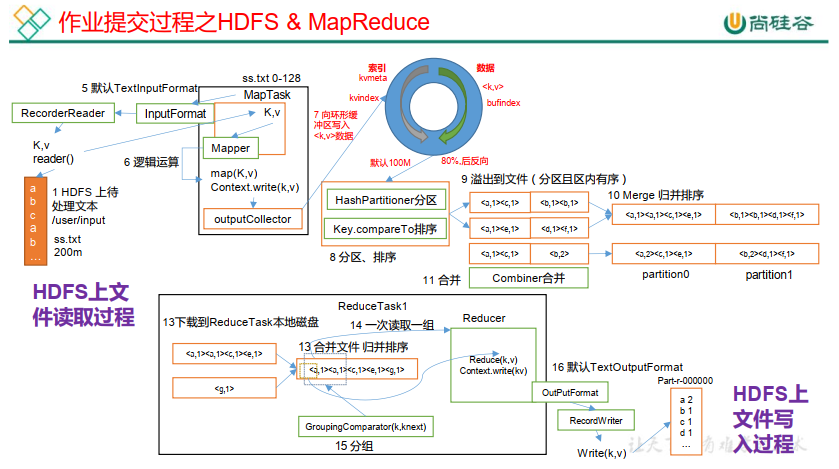 作业提交过程之HDFS & MapReduce
尚硅谷
5 默认TextInputFormat
ss.txt 0-128
MapTask
RecorderReader
InputFormat
K,v
K,v
reader()
Mapper
6 逻辑运算
map(K,v)
Context.write(k,v)
outputCollector
a
b
c
a
b
...
1 HDFS 上待
处理文本
/user/input
ss.txt
200m
HDFS上文
件读取过程
索引
kvmeta
kvindex
数据
<k,v>
bufindex
7 向环形缓
冲区写入
<k,v>数据
默认100M
80%,后反向
HashPartitioner分区
Key.compareTo排序
8 分区、排序
9 溢出到文件（分区且区内有序）
<a,1><c,1>
<b,1><b,1>
<a,1><e,1>
<d,1><f,1>
<a,1><c,1>
<b,2>
11 合并
Combiner合并
10 Merge 归并排序
<a,1><a,1><c,1><e,1>
<b,1><b,1><d,1><f,1>
<a,2><c,1><e,1>
<b,2><d,1><f,1>
partition0
partition1
ReduceTask1
13下载到ReduceTask本地磁盘
14 一次读取一组
Reducer
13 合并文件 归并排序
<a,1><a,1><c,1><e,1>
<g,1>
<a,1><a,1><c,1><e,1><g,1>
Reduce(k,v)
Context.write(kv)
GroupingComparator(k,knext)
15 分组
16 默认TextOutputFormat
OutPutFormat
RecordWriter
Write(k,v)
Part-r-000000
a 2
b 1
c 1
d 1
...
HDFS上
文件写
入过程